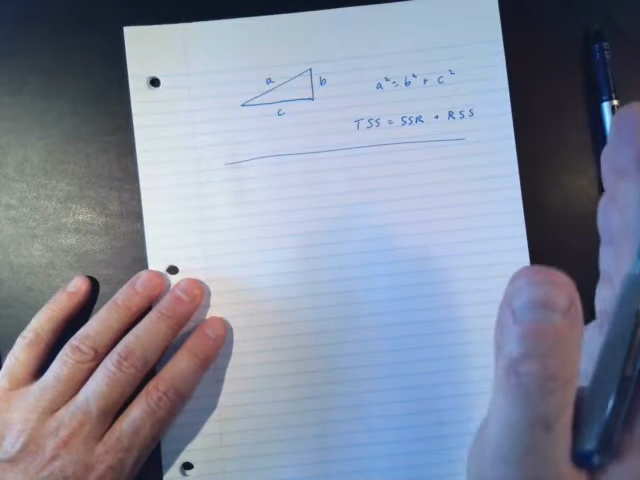 a
b
c
a² = b² + c²
TSS = SSR + RSS